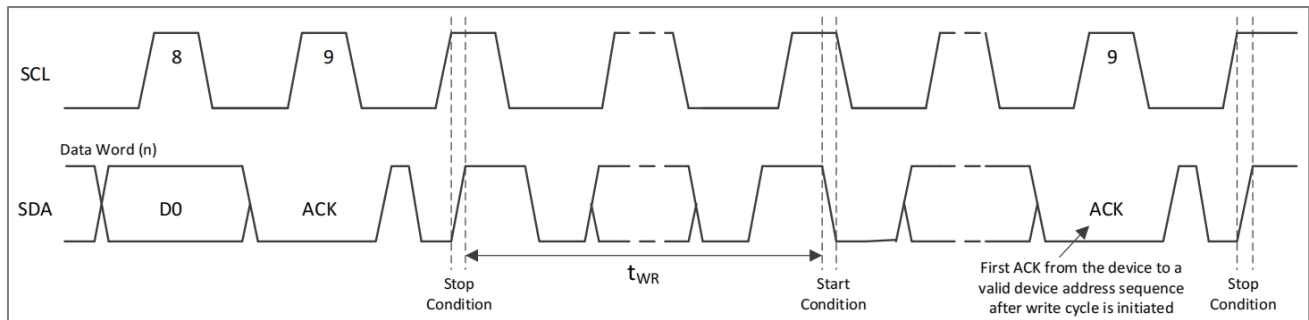 SCL
8
9
9
Data Word (n)
SDA
D0
ACK
ACK
tWR
Stop
Condition
Start
Condition
First ACK from the device to a
valid device address sequence
after write cycle is initiated
Stop
Condition